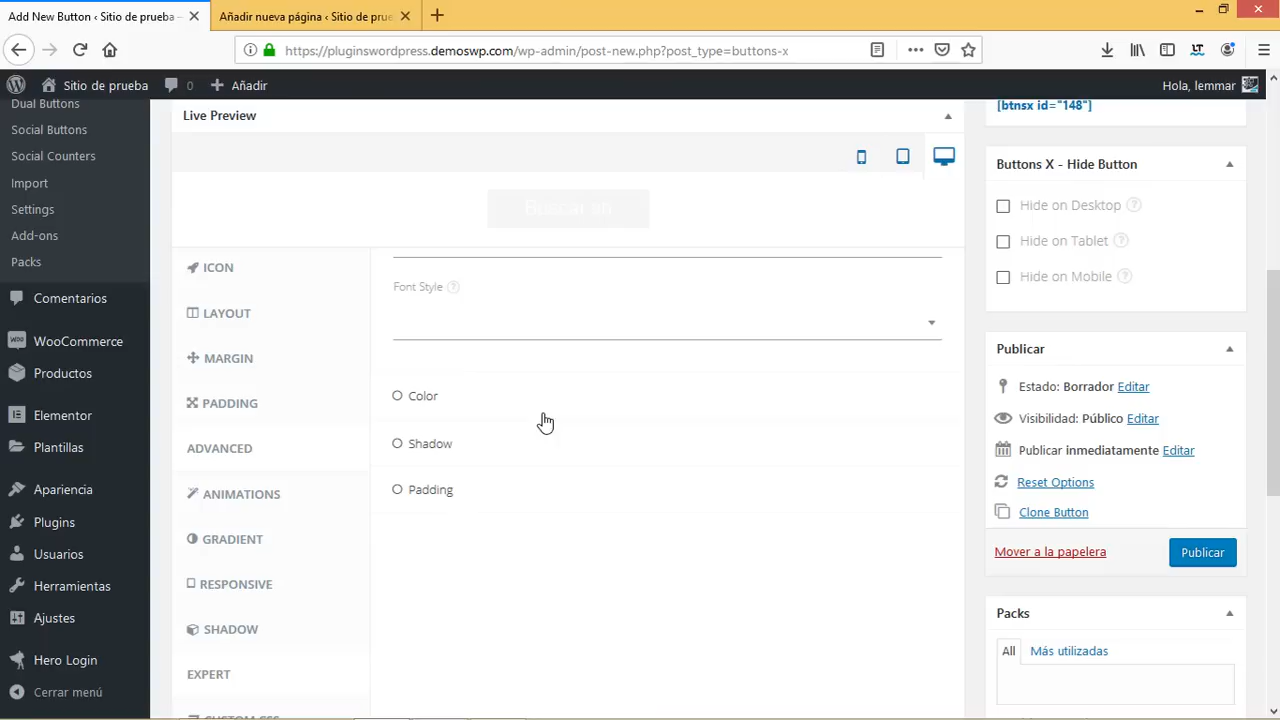 Add New Button ‹ Sitio de prueba –
Añadir nueva página ‹ Sitio de prue
https://pluginswordpress.demoswp.com/wp-admin/post-new.php?post_type=buttons-x
Sitio de prueba
0
Añadir
Hola, lemmar
Dual Buttons
Social Buttons
Social Counters
Import
Settings
Add-ons
Packs
Comentarios
WooCommerce
Productos
Elementor
Plantillas
Apariencia
Plugins
Usuarios
Herramientas
Ajustes
Hero Login
Cerrar menú
Live Preview
Buscar en
ICON
LAYOUT
MARGIN
PADDING
ADVANCED
ANIMATIONS
GRADIENT
RESPONSIVE
SHADOW
EXPERT
CUSTOM CSS
Font Style
Color
Shadow
Padding
[btnsx id="148"]
Buttons X - Hide Button
Hide on Desktop
Hide on Tablet
Hide on Mobile
Publicar
Estado: Borrador Editar
Visibilidad: Público Editar
Publicar inmediatamente Editar
Reset Options
Clone Button
Mover a la papelera
Publicar
Packs
All
Más utilizadas